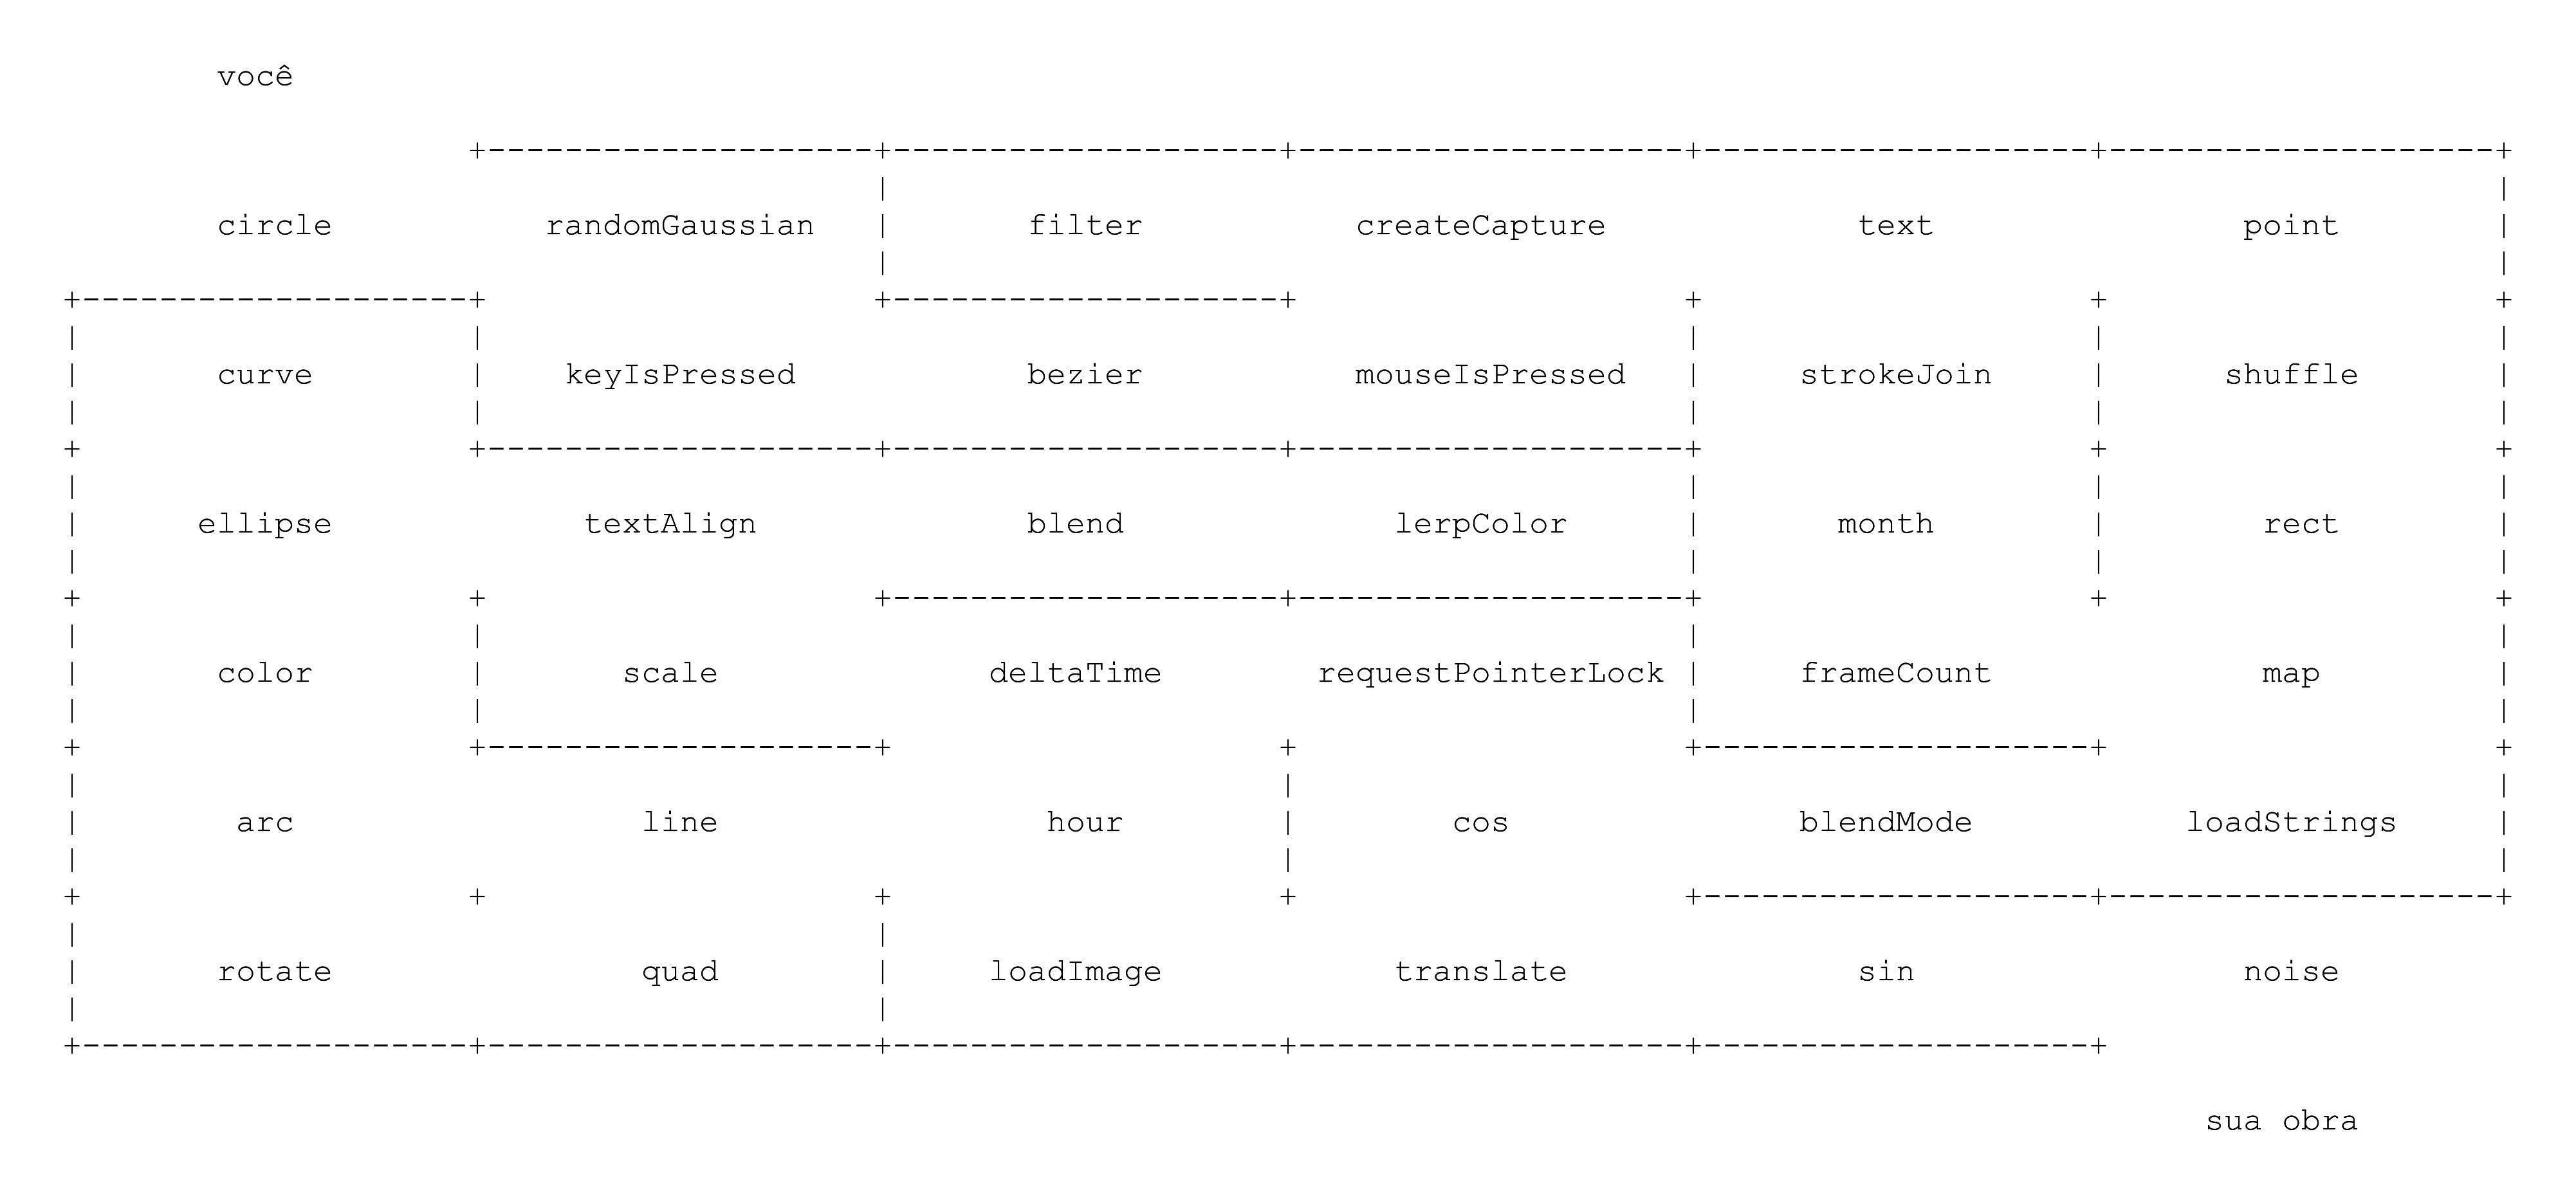 você
circle randomGaussian filter createCapture text point
curve keyIsPressed bezier mouseIsPressed strokeJoin shuffle
ellipse textAlign blend lerpColor month rect
color scale deltaTime requestPointerLock frameCount map
arc line hour cos blendMode loadStrings
rotate quad loadImage translate sin noise
sua obra